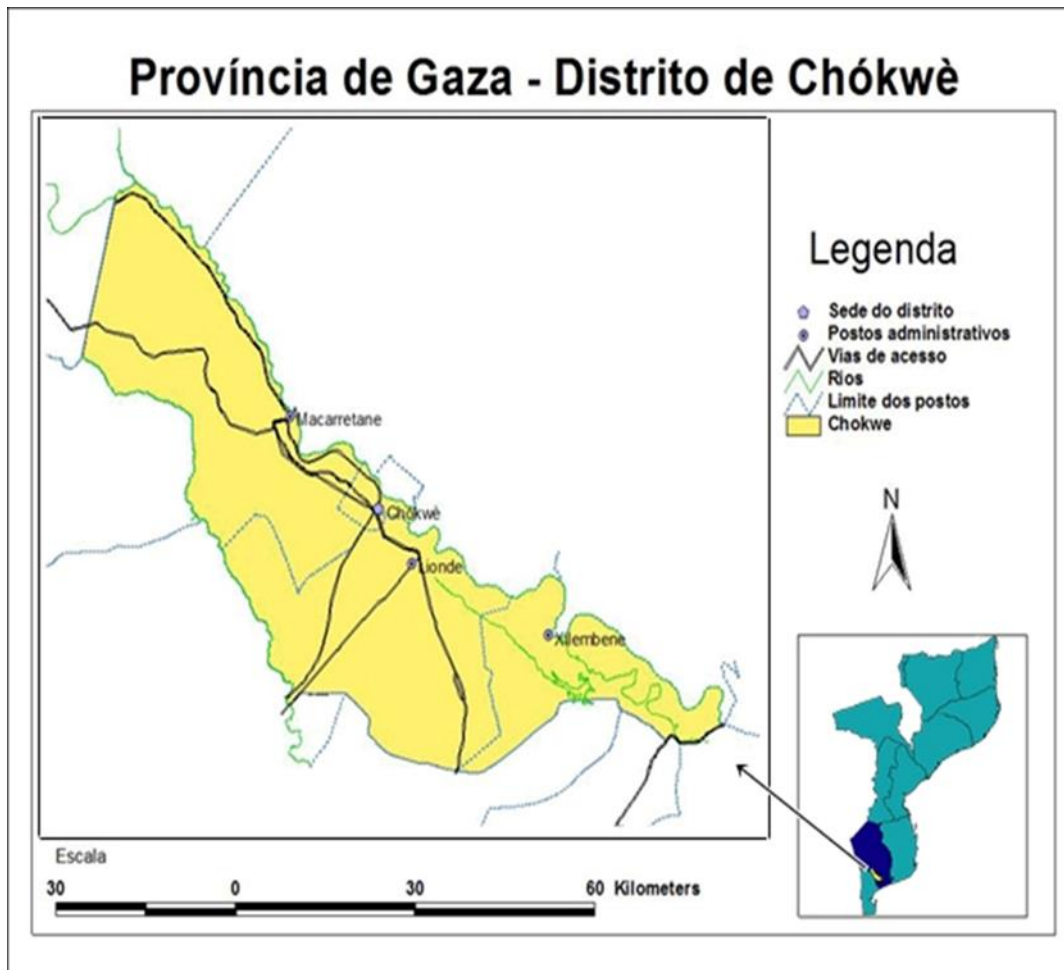 Província de Gaza - Distrito de Chókwè
Legenda
Sede do distrito
Postos administrativos
Vias de acesso
Rios
Limite dos postos
Chokwe
Macarretane
Chókwè
Lionde
Xilembene
N
Escala
30 0 30 60 Kilometers